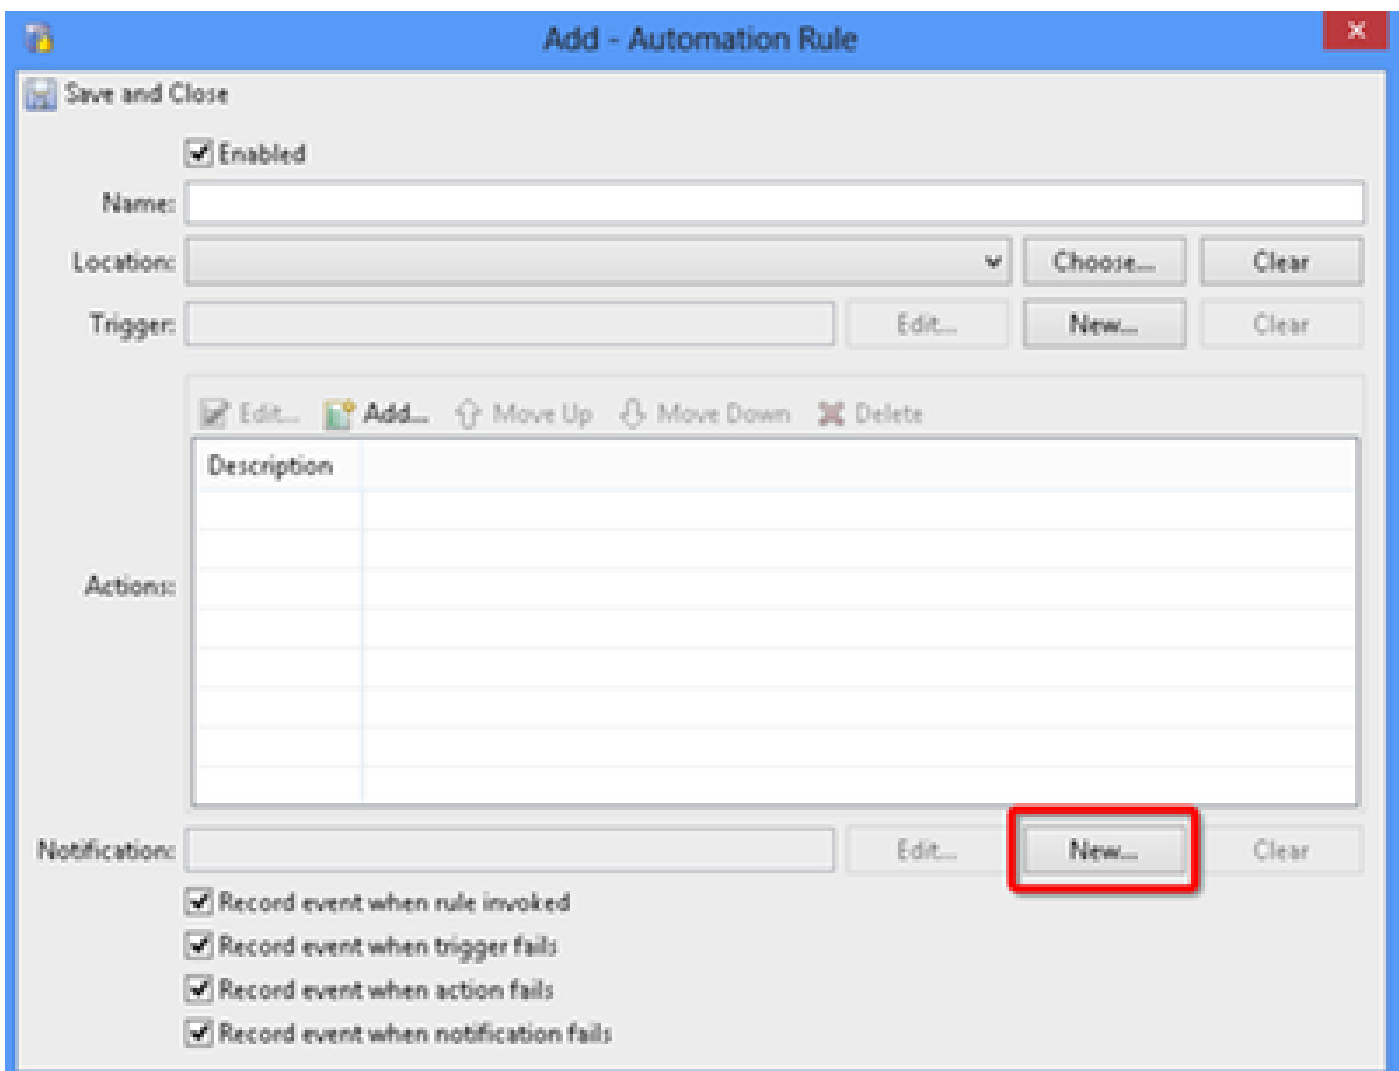 Add - Automation Rule
Save and Close
Enabled
Name:
Location: Choose... Clear
Trigger: Edit... New... Clear
Edit... Add... Move Up Move Down Delete
Description
Actions:
Notification: Edit... New... Clear
Record event when rule invoked
Record event when trigger fails
Record event when action fails
Record event when notification fails